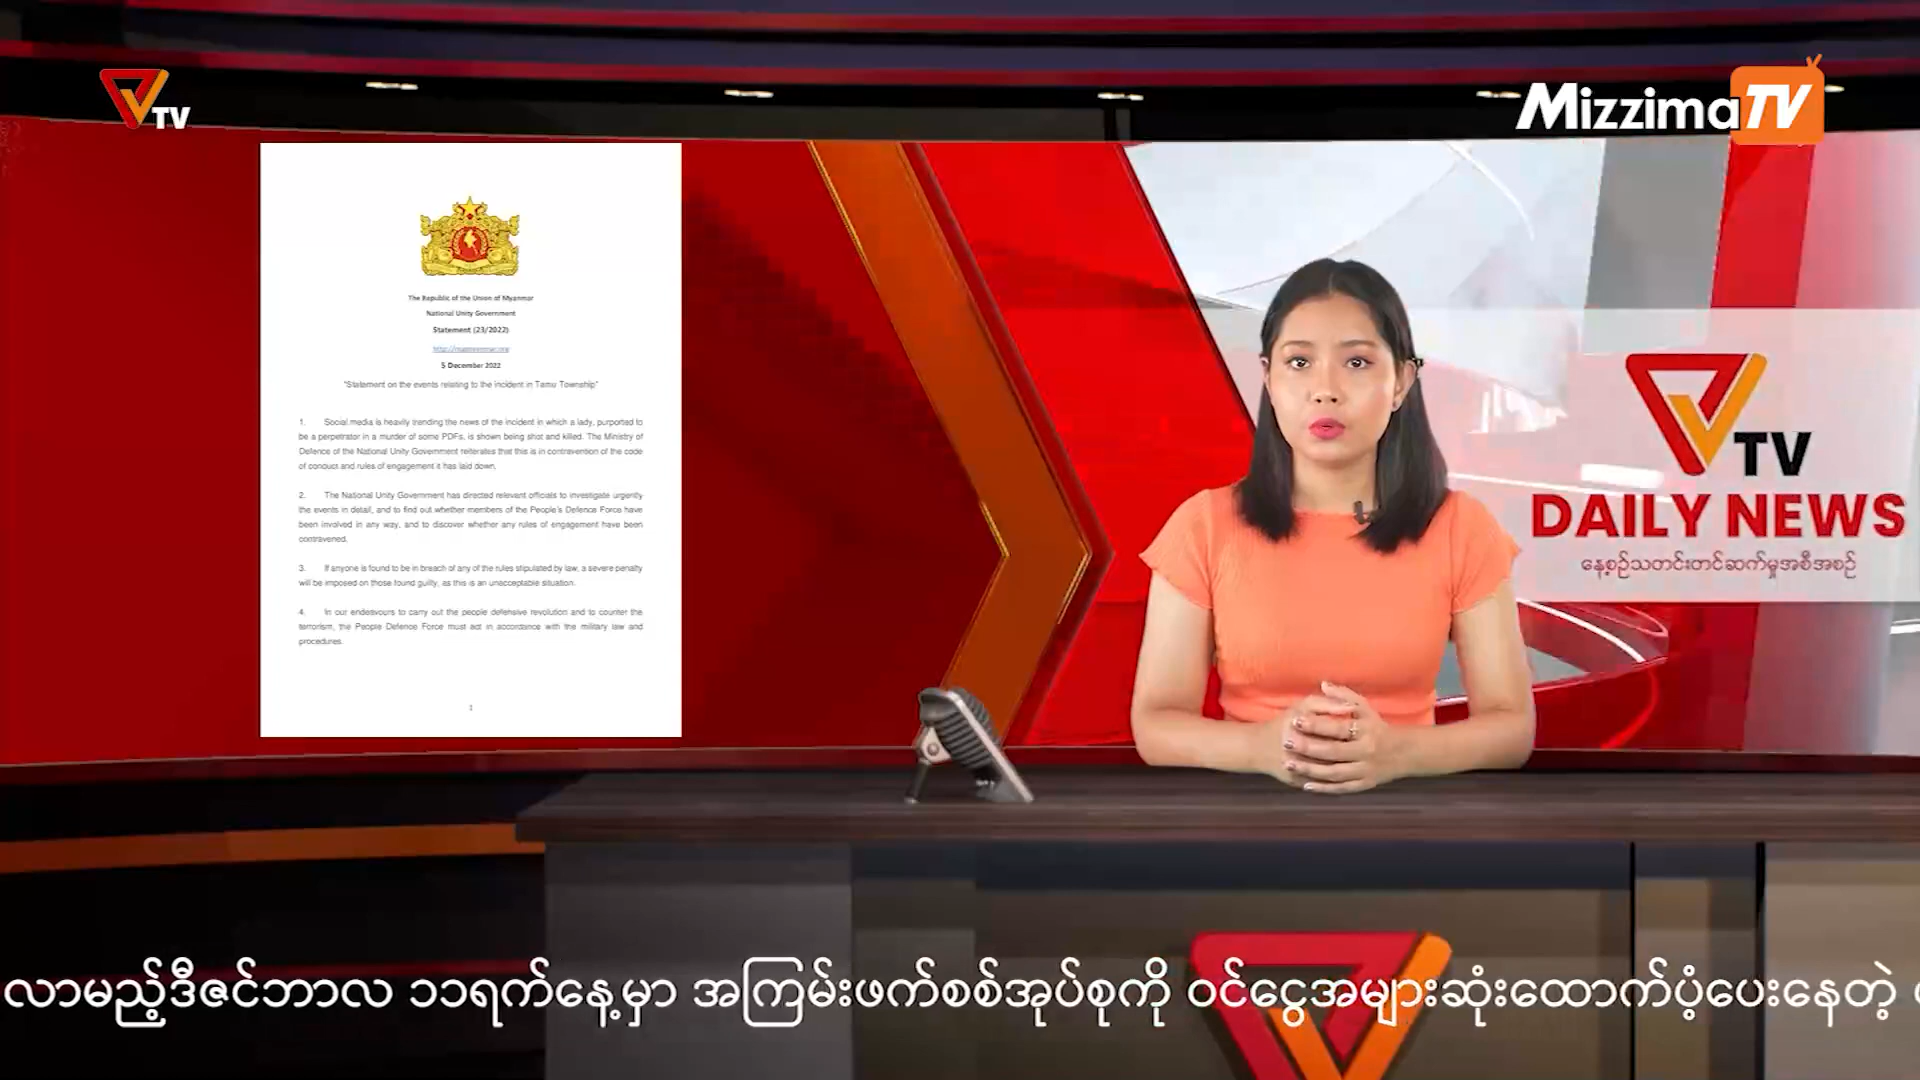 TV
MizzimaTV
The Republic of the Union of Myanmar
National Unity Government
Statement (23/2022)
5 December 2022
"Statement on the events relating to the incident in Tamu Township"
1. Social media is heavily trending the news of the incident in which a lady, purported to
be a perpetrator in a murder of some PDFs, is shown being shot and killed. The Ministry of
Defence of the National Unity Government reiterates that this is in contravention of the code
of conduct and rules of engagement it has laid down.
2. The National Unity Government has directed relevant officials to investigate urgently
the events in detail, and to find out whether members of the People's Defence Force have
been involved in any way, and to discover whether any rules of engagement have been
contravened.
3. If anyone is found to be in breach of any of the rules stipulated by law, a severe penalty
will be imposed on those found guilty, as this is an unacceptable situation.
4. In our endeavours to carry out the people defensive revolution and to counter the
terrorism, the People Defence Force must act in accordance with the military law and
procedures.
1
TV
DAILY NEWS
နေ့စဉ်သတင်းတင်ဆက်မှုအစီအစဉ်
လာမည့်ဒီဇင်ဘာလ ၁၁ရက်နေ့မှာ အကြမ်းဖက်စစ်အုပ်စုကို ဝင်ငွေအများဆုံးထောက်ပံ့ပေးနေတဲ့